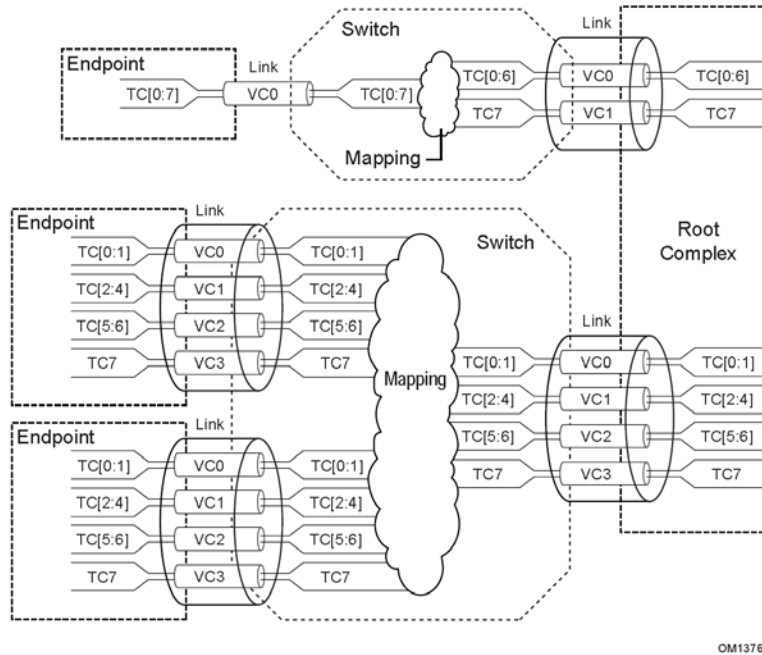 Switch
Endpoint
Link
Link
TC[0:7]
VC0
TC[0:7]
TC[0:6]
VC0
TC[0:6]
TC7
VC1
TC7
Mapping
Endpoint
Link
Switch
Root
Complex
TC[0:1]
VC0
TC[0:1]
TC[2:4]
VC1
TC[2:4]
TC[5:6]
VC2
TC[5:6]
TC7
VC3
TC7
Mapping
Link
TC[0:1]
VC0
TC[0:1]
TC[2:4]
VC1
TC[2:4]
TC[5:6]
VC2
TC[5:6]
TC7
VC3
TC7
Endpoint
Link
TC[0:1]
VC0
TC[0:1]
TC[2:4]
VC1
TC[2:4]
TC[5:6]
VC2
TC[5:6]
TC7
VC3
TC7
OM1376